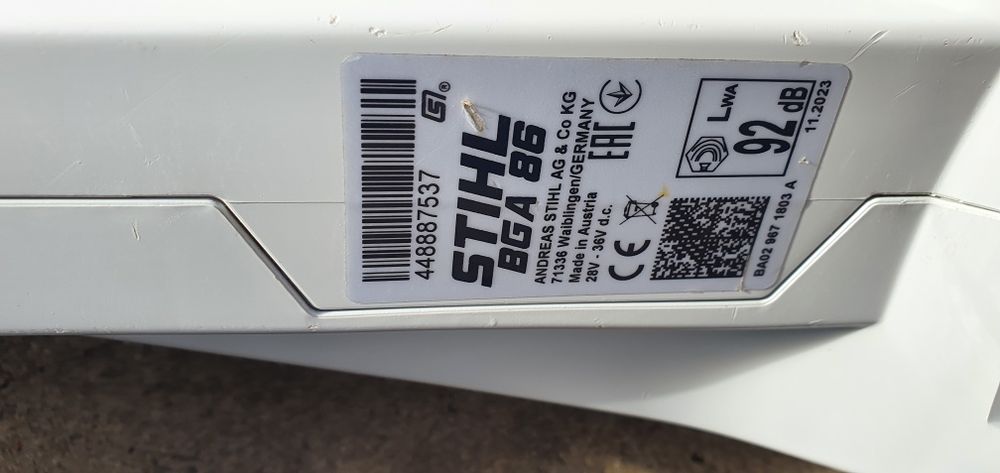 448887537
STIHL
BGA 86
ANDREAS STIHL AG & Co KG
71336 Waiblingen/GERMANY
Made in Austria
28V - 36V d.c.
CE
EAC
LWA
92 dB
11.2023
BA02 967 1803 A